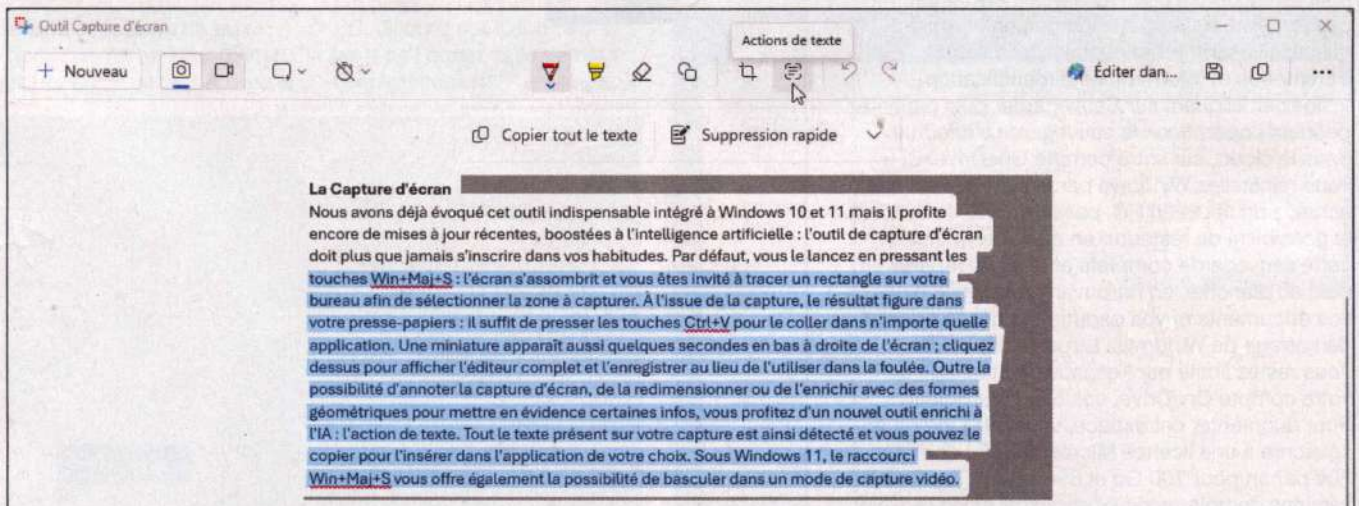 Outil Capture d'écran
Actions de texte
Nouveau
Éditer dan...
Copier tout le texte
Suppression rapide
La Capture d'écran
Nous avons déjà évoqué cet outil indispensable intégré à Windows 10 et 11 mais il profite
encore de mises à jour récentes, boostées à l'intelligence artificielle : l'outil de capture d'écran
doit plus que jamais s'inscrire dans vos habitudes. Par défaut, vous le lancez en pressant les
touches Win+Maj+S : l'écran s'assombrit et vous êtes invité à tracer un rectangle sur votre
bureau afin de sélectionner la zone à capturer. À l'issue de la capture, le résultat figure dans
votre presse-papiers : il suffit de presser les touches Ctrl+V pour le coller dans n'importe quelle
application. Une miniature apparaît aussi quelques secondes en bas à droite de l'écran ; cliquez
dessus pour afficher l'éditeur complet et l'enregistrer au lieu de l'utiliser dans la foulée. Outre la
possibilité d'annoter la capture d'écran, de la redimensionner ou de l'enrichir avec des formes
géométriques pour mettre en évidence certaines infos, vous profitez d'un nouvel outil enrichi à
l'IA : l'action de texte. Tout le texte présent sur votre capture est ainsi détecté et vous pouvez le
copier pour l'insérer dans l'application de votre choix. Sous Windows 11, le raccourci
Win+Maj+S vous offre également la possibilité de basculer dans un mode de capture vidéo.